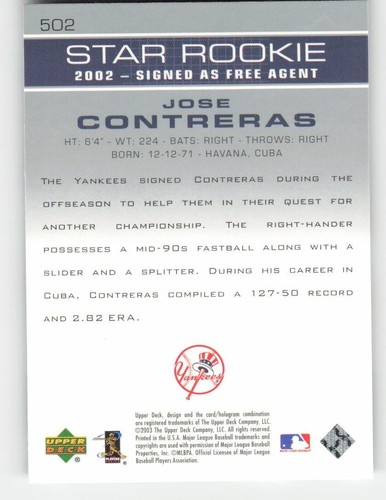 502
STAR ROOKIE
2002 – SIGNED AS FREE AGENT
JOSE
CONTRERAS
HT: 6'4" - WT: 224 - BATS: RIGHT - THROWS: RIGHT
BORN: 12-12-71 - HAVANA, CUBA
THE YANKEES SIGNED CONTRERAS DURING THE
OFFSEASON TO HELP THEM IN THEIR QUEST FOR
ANOTHER CHAMPIONSHIP. THE RIGHT-HANDER
POSSESSES A MID-90S FASTBALL ALONG WITH A
SLIDER AND A SPLITTER. DURING HIS CAREER IN
CUBA, CONTRERAS COMPILED A 127-50 RECORD
AND 2.82 ERA.
Yankees
Upper Deck, design and the card/hologram combination
are registered trademarks of The Upper Deck Company, LLC.
©2003 The Upper Deck Company, LLC. All rights reserved.
Printed in the U.S.A. Major League Baseball trademarks
and copyrights are used with permission of Major League Baseball
Properties, Inc. ©MLBPA. Official Licensee of Major League
Baseball Players Association.
UPPER
DECK
PLAYERS